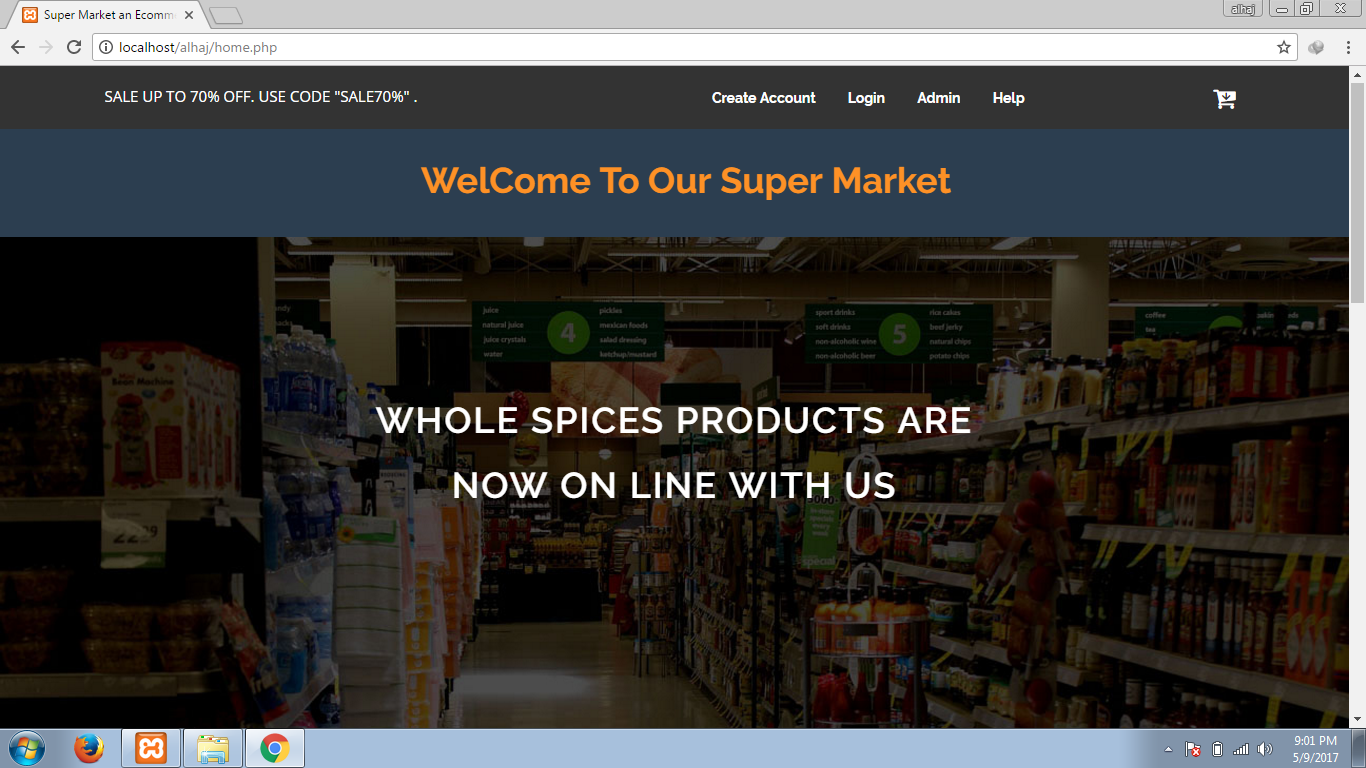 Super Market an Ecomm
alhaj
localhost/alhaj/home.php
SALE UP TO 70% OFF. USE CODE "SALE70%" .
Create Account Login Admin Help
WelCome To Our Super Market
juice
natural juice
juice crystals
water
4
pickles
mexican foods
salad dressing
ketchup/mustard
sport drinks
soft drinks
non-alcoholic wine
non-alcoholic beer
5
rice cakes
beef jerky
natural chips
potato chips
coffee
tea
Bean Machine
WHOLE SPICES PRODUCTS ARE
NOW ON LINE WITH US
special
9:01 PM
5/9/2017